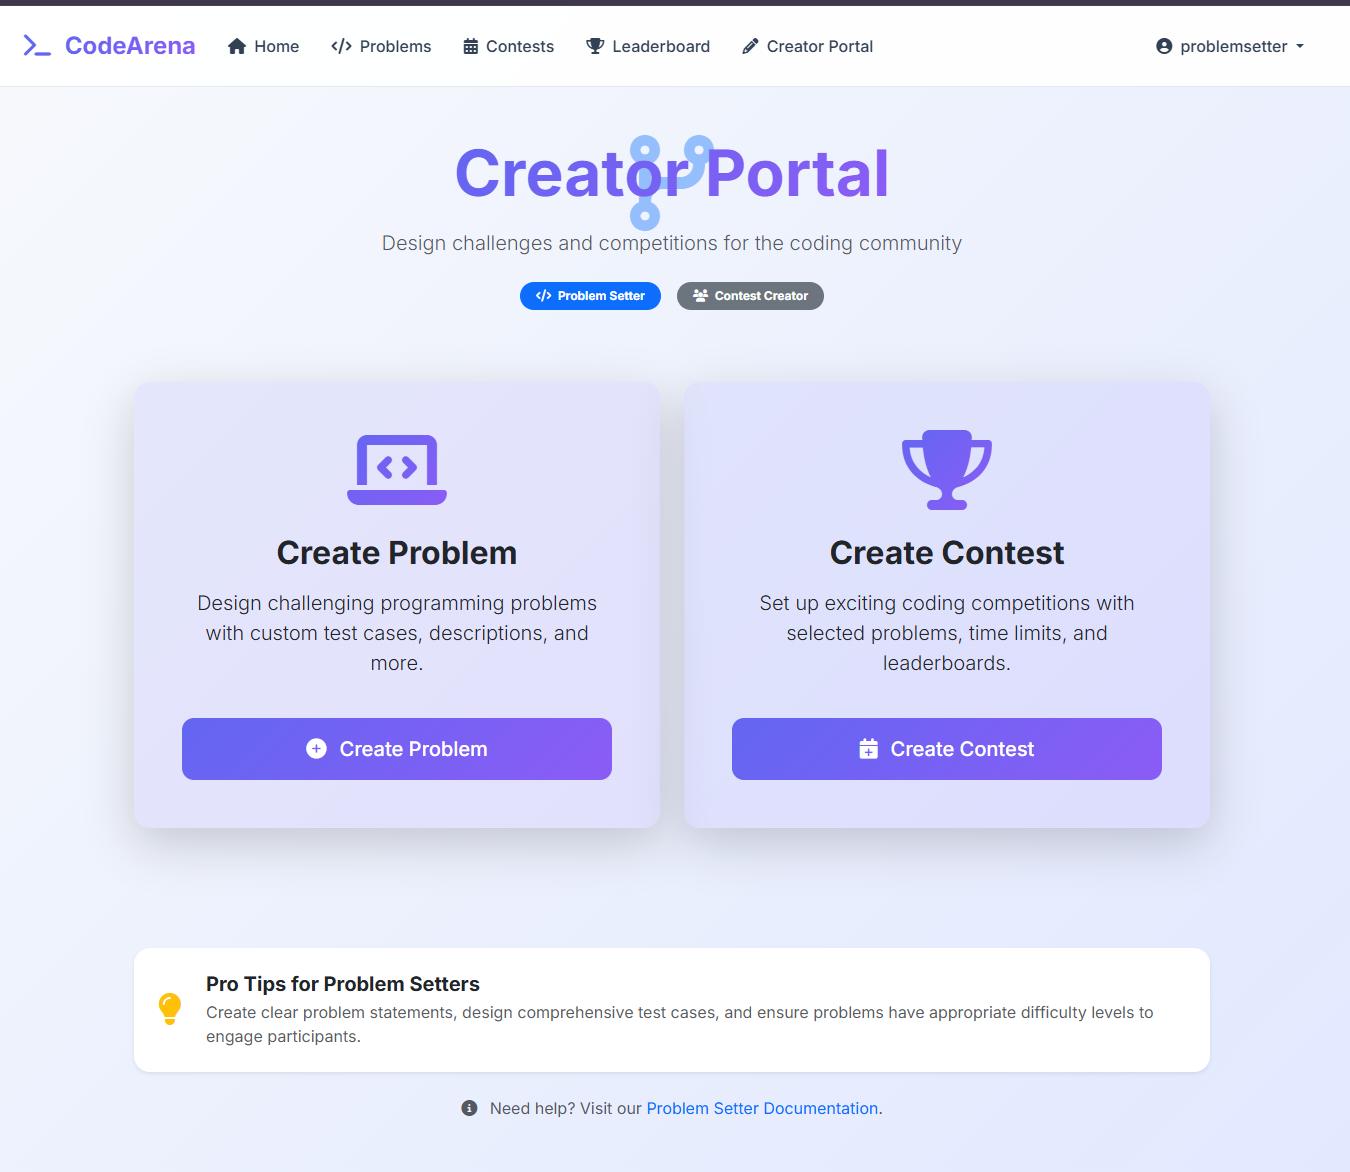 CodeArena
Home
Problems
Contests
Leaderboard
Creator Portal
problemsetter
Creator Portal
Design challenges and competitions for the coding community
Problem Setter
Contest Creator
Create Problem
Design challenging programming problems
with custom test cases, descriptions, and
more.
Create Problem
Create Contest
Set up exciting coding competitions with
selected problems, time limits, and
leaderboards.
Create Contest
Pro Tips for Problem Setters
Create clear problem statements, design comprehensive test cases, and ensure problems have appropriate difficulty levels to
engage participants.
Need help? Visit our Problem Setter Documentation.